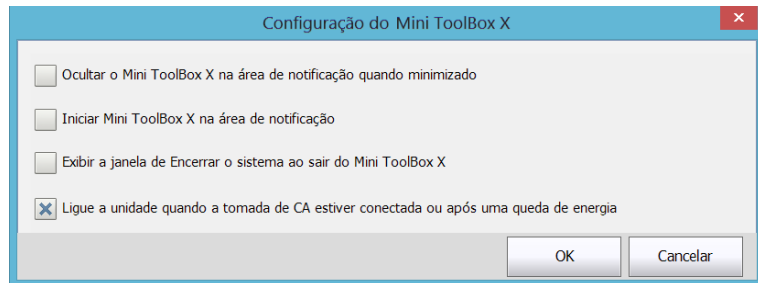 Configuração do Mini ToolBox X
Ocultar o Mini ToolBox X na área de notificação quando minimizado
Iniciar Mini ToolBox X na área de notificação
Exibir a janela de Encerrar o sistema ao sair do Mini ToolBox X
Ligue a unidade quando a tomada de CA estiver conectada ou após uma queda de energia
OK
Cancelar